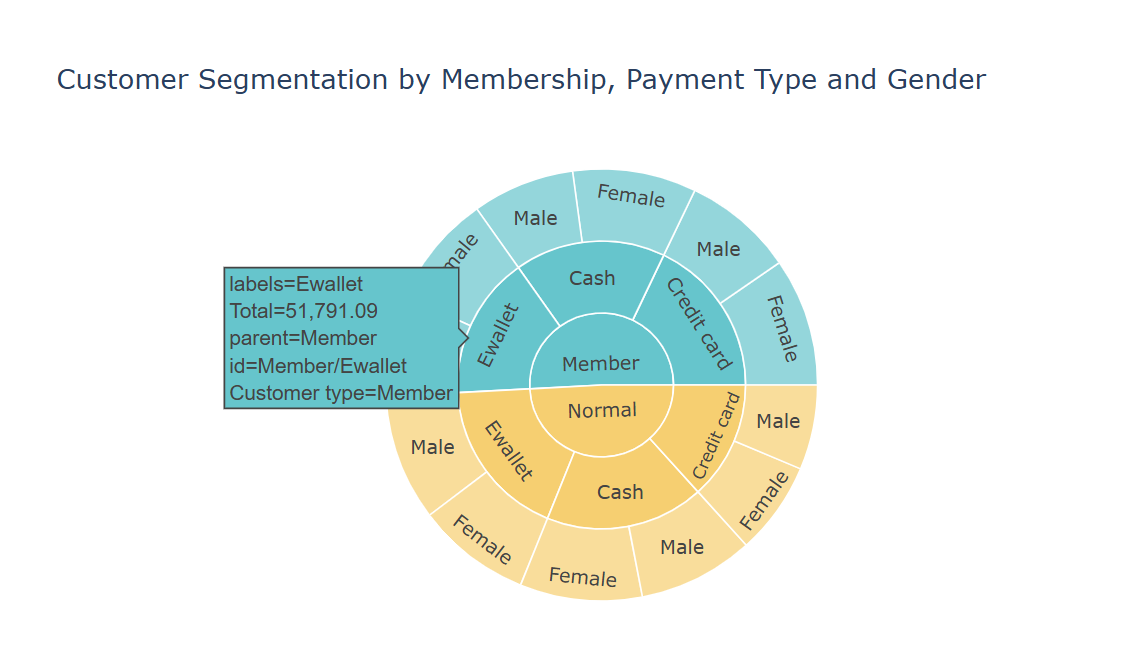 Customer Segmentation by Membership, Payment Type and Gender
Female
Male
Male
Cash
Credit card
Female
Ewallet
Member
labels=Ewallet
Total=51,791.09
parent=Member
id=Member/Ewallet
Customer type=Member
Normal
Ewallet
Cash
Credit card
Male
Male
Female
Female
Female
Male